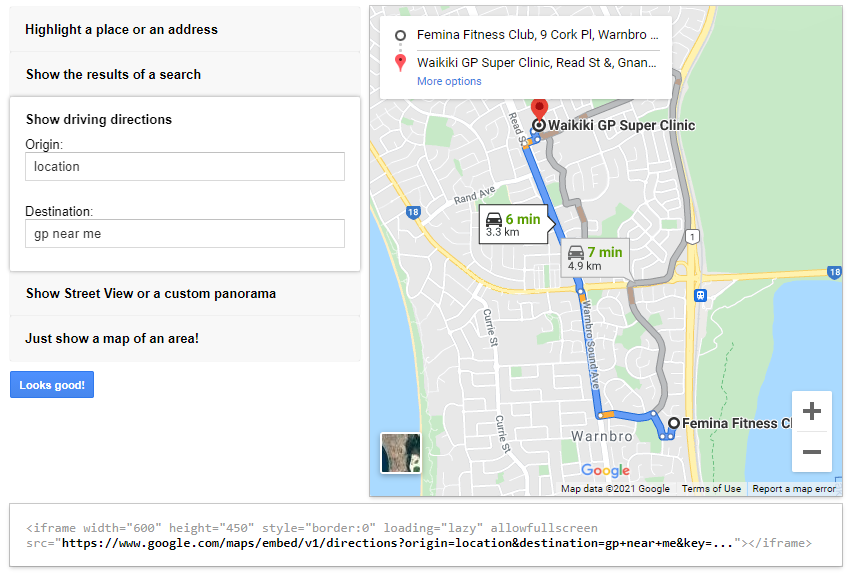 Highlight a place or an address
Show the results of a search
Show driving directions
Origin:
location
Destination:
gp near me
Show Street View or a custom panorama
Just show a map of an area!
Looks good!
Femina Fitness Club, 9 Cork Pl, Warnbro ...
Waikiki GP Super Clinic, Read St &, Gnan...
More options
Waikiki GP Super Clinic
Read St
Rand Ave
18
6 min
3.3 km
7 min
4.9 km
1
18
Currie St
Warnbro Sound Ave
Currie St
Femina Fitness Cl
Warnbro
Google
Map data ©2021 Google
Terms of Use
Report a map error
<iframe width="600" height="450" style="border:0" loading="lazy" allowfullscreen
src="https://www.google.com/maps/embed/v1/directions?origin=location&destination=gp+near+me&key=..."></iframe>